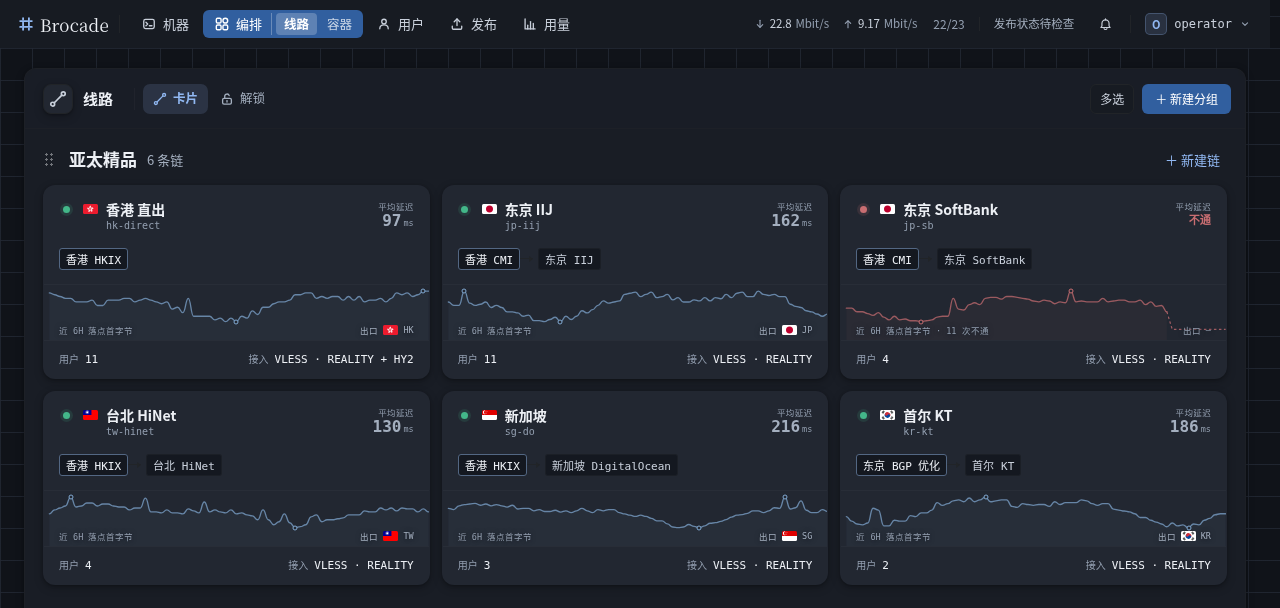 Brocade 机器 编排 线路 容器 用户 发布 用量 ↓ 22.8 Mbit/s ↑ 9.17 Mbit/s 22/23 发布状态待检查 O operator
线路 卡片 解锁 多选 + 新建分组
亚太精品 6 条链 + 新建链
香港 直出 平均延迟
hk-direct 97 ms
香港 HKIX
近 6H 落点首字节 出口 HK
用户 11 接入 VLESS · REALITY + HY2
东京 IIJ 平均延迟
jp-iij 162 ms
香港 CMI 东京 IIJ
近 6H 落点首字节 出口 JP
用户 11 接入 VLESS · REALITY
东京 SoftBank 平均延迟
jp-sb 不通
香港 CMI 东京 SoftBank
近 6H 落点首字节 · 11 次不通 出口 -
用户 4 接入 VLESS · REALITY
台北 HiNet 平均延迟
tw-hinet 130 ms
香港 HKIX 台北 HiNet
近 6H 落点首字节 出口 TW
用户 4 接入 VLESS · REALITY
新加坡 平均延迟
sg-do 216 ms
香港 HKIX 新加坡 DigitalOcean
近 6H 落点首字节 出口 SG
用户 3 接入 VLESS · REALITY
首尔 KT 平均延迟
kr-kt 186 ms
东京 BGP 优化 首尔 KT
近 6H 落点首字节 出口 KR
用户 2 接入 VLESS · REALITY